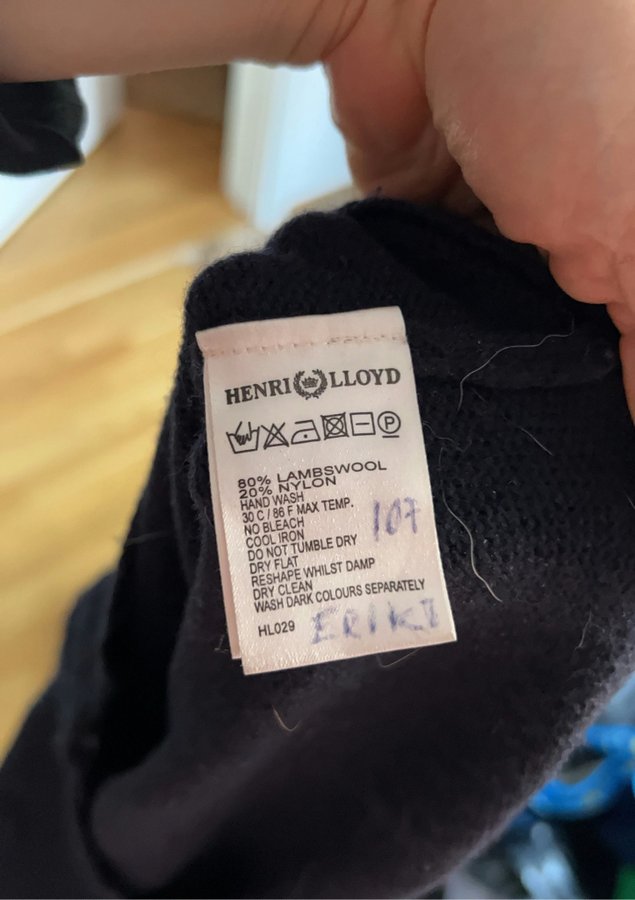 HENRI LLOYD
P
80% LAMBSWOOL
20% NYLON
HAND WASH
30 C / 86 F MAX TEMP.
NO BLEACH
COOL IRON
107
DO NOT TUMBLE DRY
DRY FLAT
RESHAPE WHILST DAMP
DRY CLEAN
WASH DARK COLOURS SEPARATELY
HL029